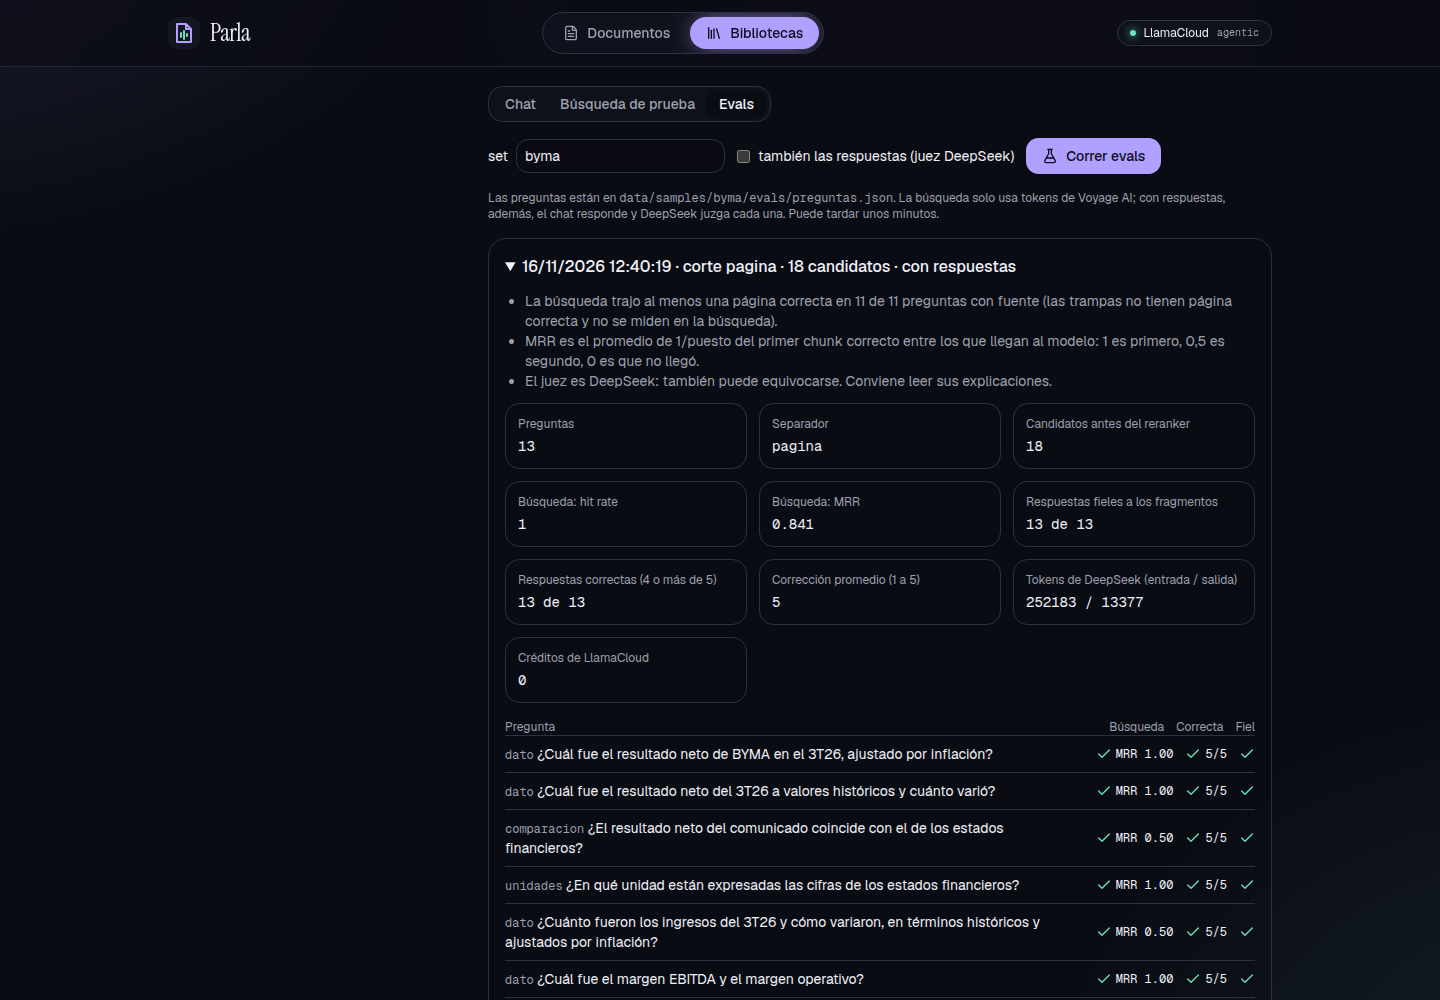 Parla
Documentos
Bibliotecas
LlamaCloud agentic
Chat
Búsqueda de prueba
Evals
set
byma
también las respuestas (juez DeepSeek)
Correr evals
Las preguntas están en data/samples/byma/evals/preguntas.json. La búsqueda solo usa tokens de Voyage AI; con respuestas,
además, el chat responde y DeepSeek juzga cada una. Puede tardar unos minutos.
16/11/2026 12:40:19 · corte pagina · 18 candidatos · con respuestas
La búsqueda trajo al menos una página correcta en 11 de 11 preguntas con fuente (las trampas no tienen página
correcta y no se miden en la búsqueda).
MRR es el promedio de 1/puesto del primer chunk correcto entre los que llegan al modelo: 1 es primero, 0,5 es
segundo, 0 es que no llegó.
El juez es DeepSeek: también puede equivocarse. Conviene leer sus explicaciones.
Preguntas
13
Separador
pagina
Candidatos antes del reranker
18
Búsqueda: hit rate
1
Búsqueda: MRR
0.841
Respuestas fieles a los fragmentos
13 de 13
Respuestas correctas (4 o más de 5)
13 de 13
Corrección promedio (1 a 5)
5
Tokens de DeepSeek (entrada / salida)
252183 / 13377
Créditos de LlamaCloud
0
Pregunta Búsqueda Correcta Fiel
dato ¿Cuál fue el resultado neto de BYMA en el 3T26, ajustado por inflación? MRR 1.00 5/5
dato ¿Cuál fue el resultado neto del 3T26 a valores históricos y cuánto varió? MRR 1.00 5/5
comparacion ¿El resultado neto del comunicado coincide con el de los estados
financieros? MRR 0.50 5/5
unidades ¿En qué unidad están expresadas las cifras de los estados financieros? MRR 1.00 5/5
dato ¿Cuánto fueron los ingresos del 3T26 y cómo variaron, en términos históricos y
ajustados por inflación? MRR 0.50 5/5
dato ¿Cuál fue el margen EBITDA y el margen operativo? MRR 1.00 5/5